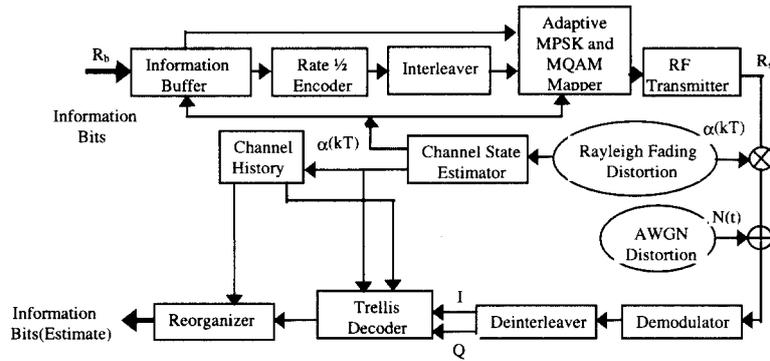 R_b
Information
Bits
Information
Buffer
Rate ½
Encoder
Interleaver
Adaptive
MPSK and
MQAM
Mapper
RF
Transmitter
Channel
History
α(kT)
Channel State
Estimator
Rayleigh Fading
Distortion
α(kT)
AWGN
Distortion
N(t)
Information
Bits(Estimate)
Reorganizer
Trellis
Decoder
I
Q
Deinterleaver
Demodulator